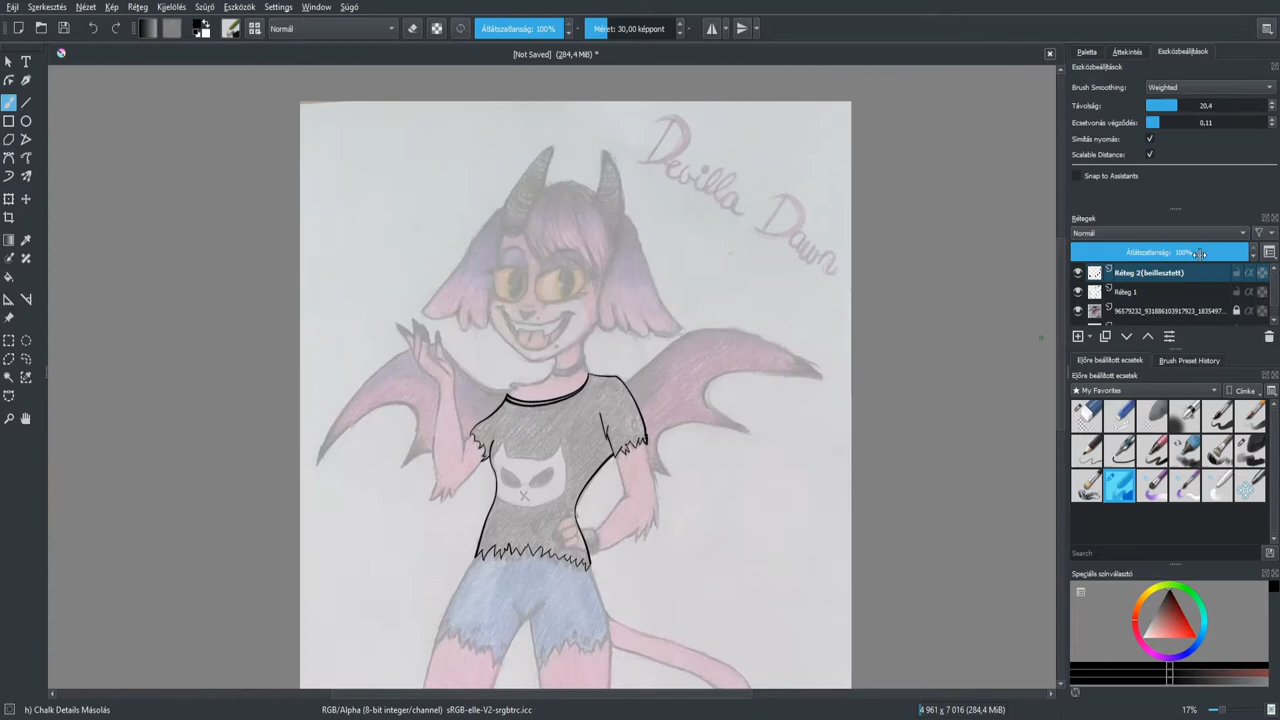 Fájl Szerkesztés Nézet Kép Réteg Kijelölés Szűrő Eszközök Settings Window Súgó
Normál Átlátszatlanság: 100% Méret: 30,00 képpont
[Not Saved] (284,4 MiB) *
Paletta Áttekintés Eszközbeállítások
Eszközbeállítások
Brush Smoothing: Weighted
Távolság: 20,4
Ecsetvonás végződés: 0,11
Simítás nyomás:
Scalable Distance:
Snap to Assistants
Rétegek
Normál
Átlátszatlanság: 100%
Réteg 2(beillesztett)
Réteg 1
96579232_931886103917923_1835497...
Előre beállított ecsetek Brush Preset History
Előre beállított ecsetek
★ My Favorites Címke
Search
Speciális színválasztó
Devilla Dawn
h) Chalk Details Másolás RGB/Alpha (8-bit integer/channel) sRGB-elle-V2-srgbtrc.icc 4 961 x 7 016 (284,4 MiB) 17%